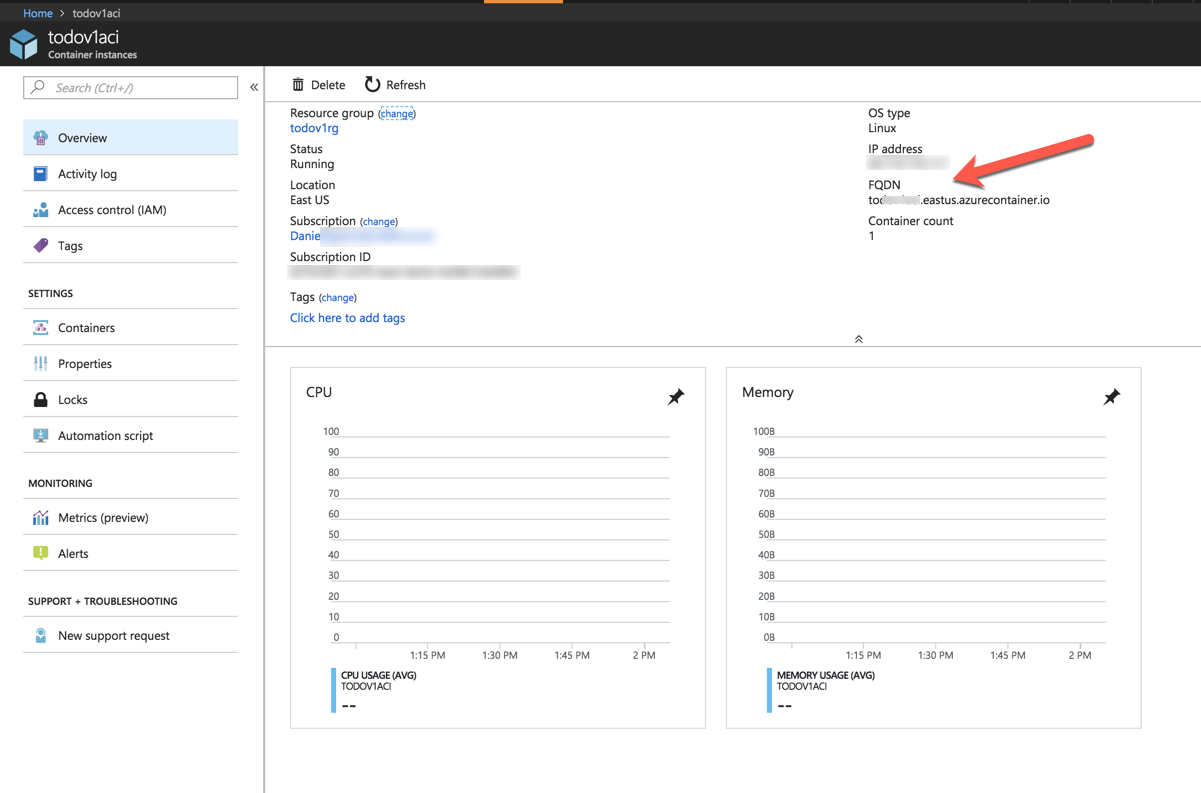 Home > todov1aci
todov1aci
Container instances
Search (Ctrl+/)
«
Overview
Activity log
Access control (IAM)
Tags
SETTINGS
Containers
Properties
Locks
Automation script
MONITORING
Metrics (preview)
Alerts
SUPPORT + TROUBLESHOOTING
New support request
Delete Refresh
Resource group (change)
todov1rg
Status
Running
Location
East US
Subscription (change)
Danie
Subscription ID
Tags (change)
Click here to add tags
OS type
Linux
IP address
FQDN
.eastus.azurecontainer.io
Container count
1
CPU
100
90
80
70
60
50
40
30
20
10
0
1:15 PM 1:30 PM 1:45 PM 2 PM
CPU USAGE (AVG)
TODOV1ACI
--
Memory
100B
90B
80B
70B
60B
50B
40B
30B
20B
10B
0B
1:15 PM 1:30 PM 1:45 PM 2 PM
MEMORY USAGE (AVG)
TODOV1ACI
--